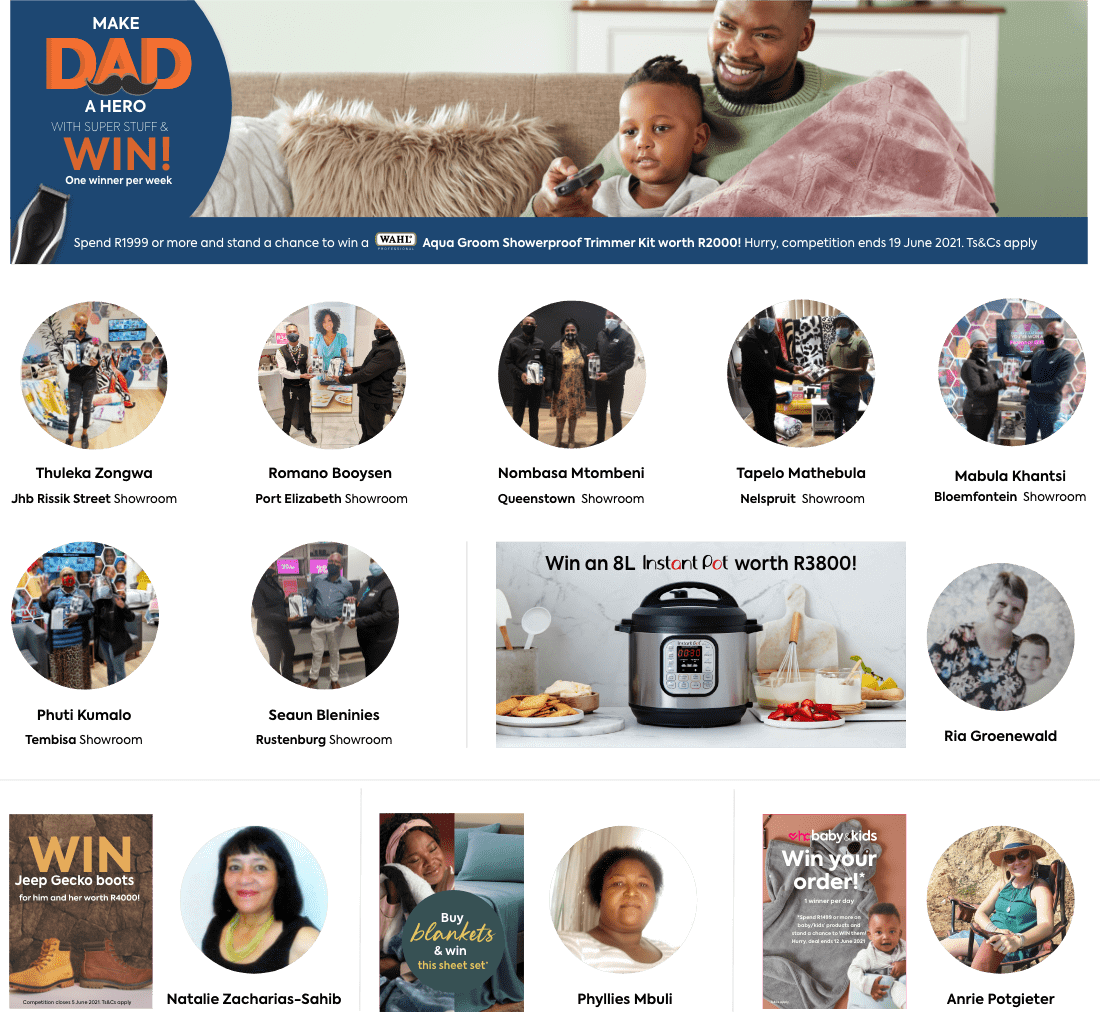 MAKE
DAD
A HERO
WITH SUPER STUFF &
WIN!
One winner per week
Spend R1999 or more and stand a chance to win a WAHL PROFESSIONAL Aqua Groom Showerproof Trimmer Kit worth R2000! Hurry, competition ends 19 June 2021. Ts&Cs apply
Thuleka Zongwa
Jhb Rissik Street Showroom
Romano Booysen
Port Elizabeth Showroom
Nombasa Mtombeni
Queenstown Showroom
Tapelo Mathebula
Nelspruit Showroom
Mabula Khantsi
Bloemfontein Showroom
Phuti Kumalo
Tembisa Showroom
Seaun Bleninies
Rustenburg Showroom
Win an 8L Instant Pot worth R3800!
Instant Pot
00:30
Ria Groenewald
WIN
Jeep Gecko boots
for him and her worth R4000!
Competition closes 5 June 2021. Ts&Cs apply
Natalie Zacharias-Sahib
Buy
blankets
& win
this sheet set*
Phyllies Mbuli
hc baby&kids
Win your
order!*
1 winner per day
*Spend R1499 or more on
baby/kids' products and
stand a chance to WIN them!
Hurry, deal ends 12 June 2021
Anrie Potgieter